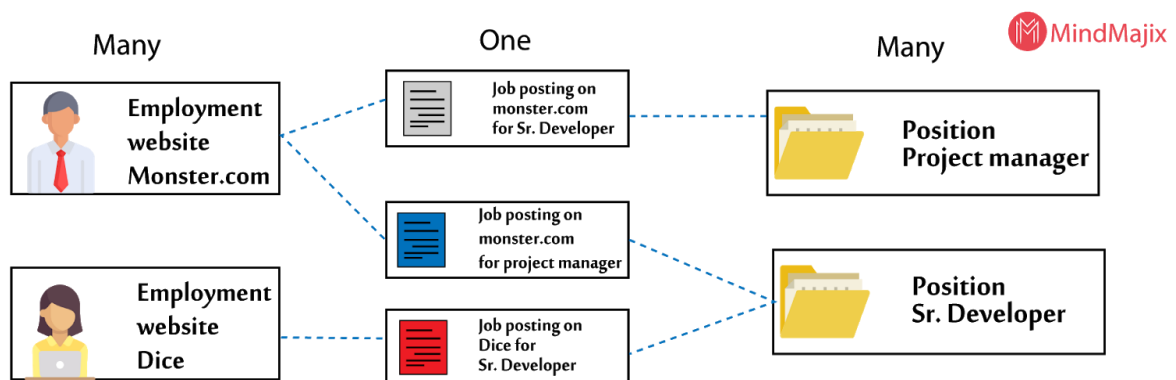 Many
One
Many
MindMajix
Employment
website
Monster.com
Job posting on
monster.com
for Sr. Developer
Position
Project manager
Job posting on
monster.com
for project manager
Employment
website
Dice
Job posting on
Dice for
Sr. Developer
Position
Sr. Developer